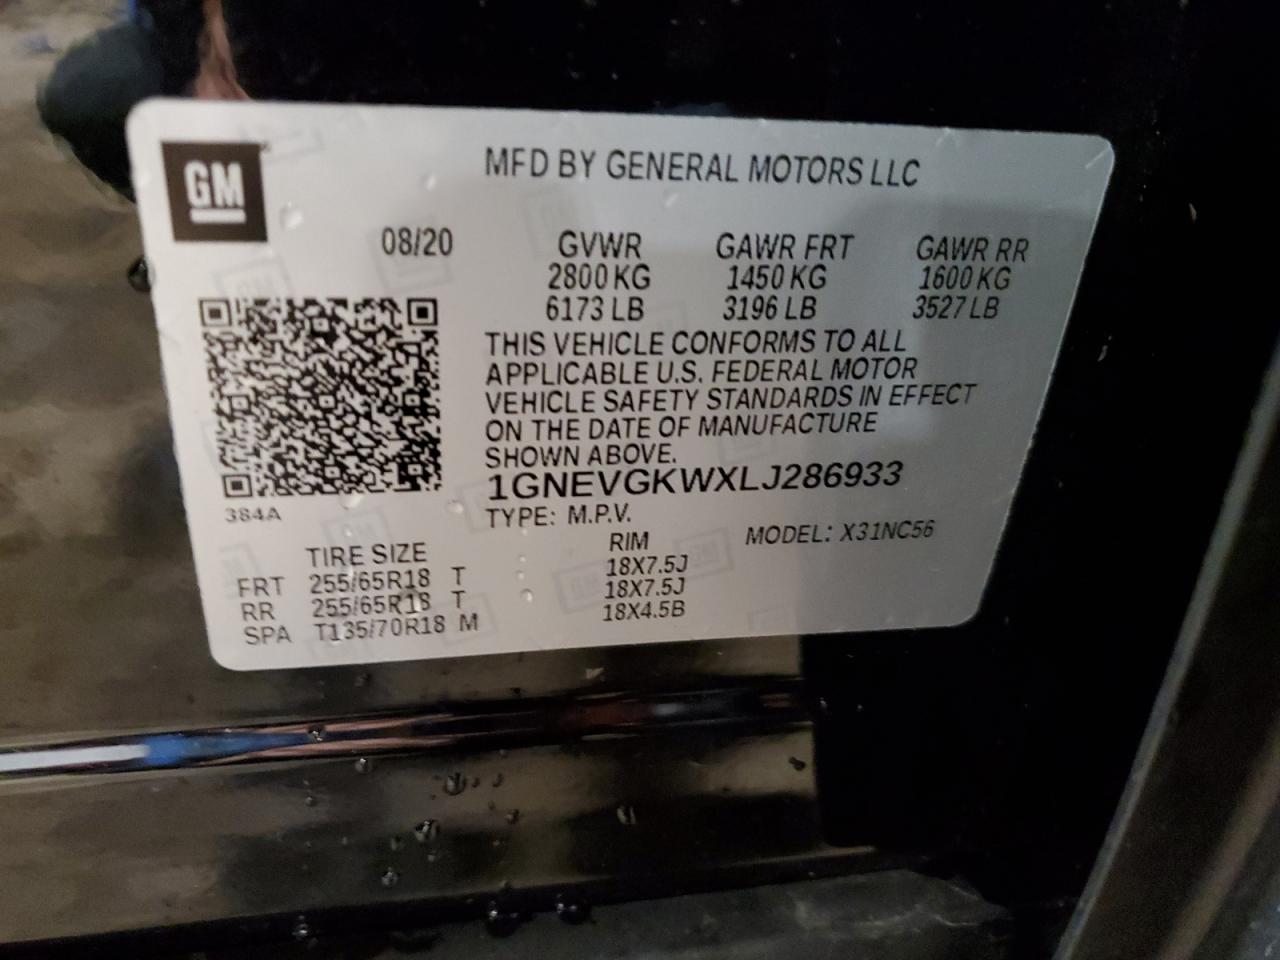 GM
MFD BY GENERAL MOTORS LLC
08/20 GVWR GAWR FRT GAWR RR
2800 KG 1450 KG 1600 KG
6173 LB 3196 LB 3527 LB
THIS VEHICLE CONFORMS TO ALL
APPLICABLE U.S. FEDERAL MOTOR
VEHICLE SAFETY STANDARDS IN EFFECT
ON THE DATE OF MANUFACTURE
SHOWN ABOVE.
1GNEVGKWXLJ286933
384A
TYPE: M.P.V.
MODEL: X31NC56
TIRE SIZE RIM
FRT 255/65R18 T 18X7.5J
RR 255/65R18 T 18X7.5J
SPA T135/70R18 M 18X4.5B